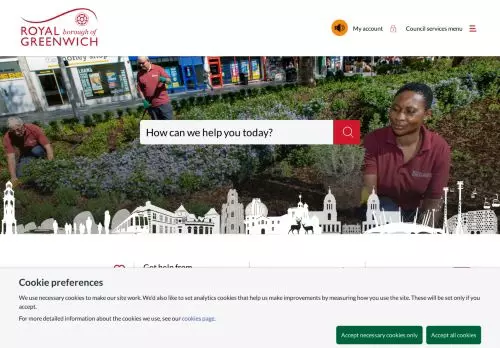 ROYAL borough of
GREENWICH
My account
Council services menu
How can we help you today?
Get help from
Cookie preferences
We use necessary cookies to make our site work. We'd also like to set analytics cookies that help us make improvements by measuring how you use the site. These will be set only if you
accept.
For more detailed information about the cookies we use, see our cookies page.
Accept necessary cookies only
Accept all cookies